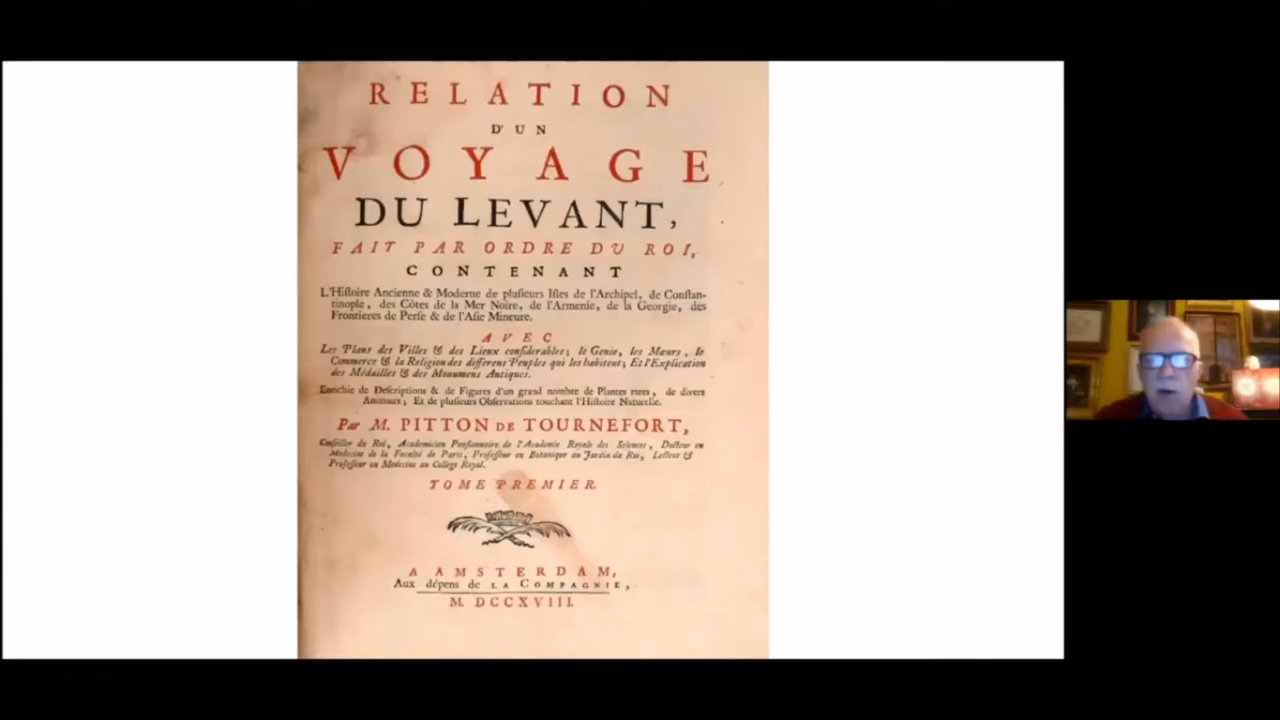 RELATION
D'UN
VOYAGE
DU LEVANT,
FAIT PAR ORDRE DU ROI,
CONTENANT
L'Histoire Ancienne & Moderne de plusieurs Isles de l'Archipel, de Constan-
tinople, des Côtes de la Mer Noire, de l'Armenie, de la Georgie, des
Frontieres de Perse & de l'Asie Mineure.
AVEC
Les Plans des Villes & des Lieux considerables; le Genie, les Mœurs, le
Commerce & la Religion des differens Peuples qui les habitent; Et l'Explication
des Médailles & des Monumens Antiques.
Enrichie de Descriptions & de Figures d'un grand nombre de Plantes rares, de divers
Animaux; Et de plusieurs Observations touchant l'Histoire Naturelle.
Par M. PITTON DE TOURNEFORT,
Conseiller du Roi, Academicien Pensionnaire de l'Academie Royale des Sciences, Docteur en
Medecine de la Faculté de Paris, Professeur en Botanique au Jardin du Roi, Lecteur &
Professeur en Medecine au College Royal.
TOME PREMIER.
A AMSTERDAM,
Aux dépens de LA COMPAGNIE,
M. DCCXVIII.